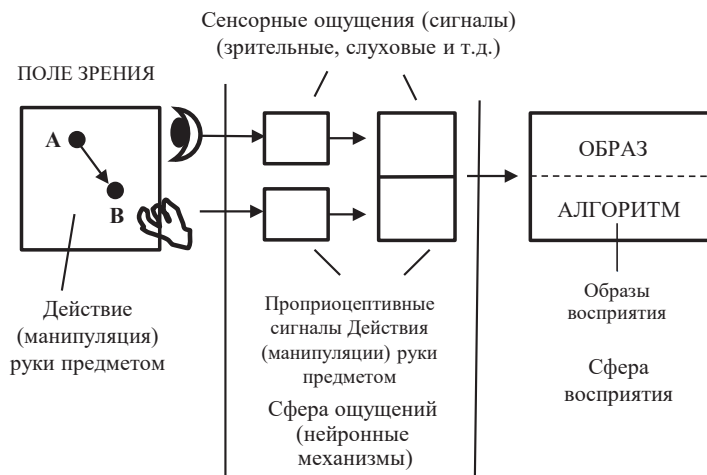 Сенсорные ощущения (сигналы)
(зрительные, слуховые и т.д.)
ПОЛЕ ЗРЕНИЯ
A
B
ОБРАЗ
АЛГОРИТМ
Действие
(манипуляция)
руки предметом
Проприоцептивные
сигналы Действия
(манипуляции) руки
предметом
Сфера ощущений
(нейронные
механизмы)
Образы
восприятия
Сфера
восприятия